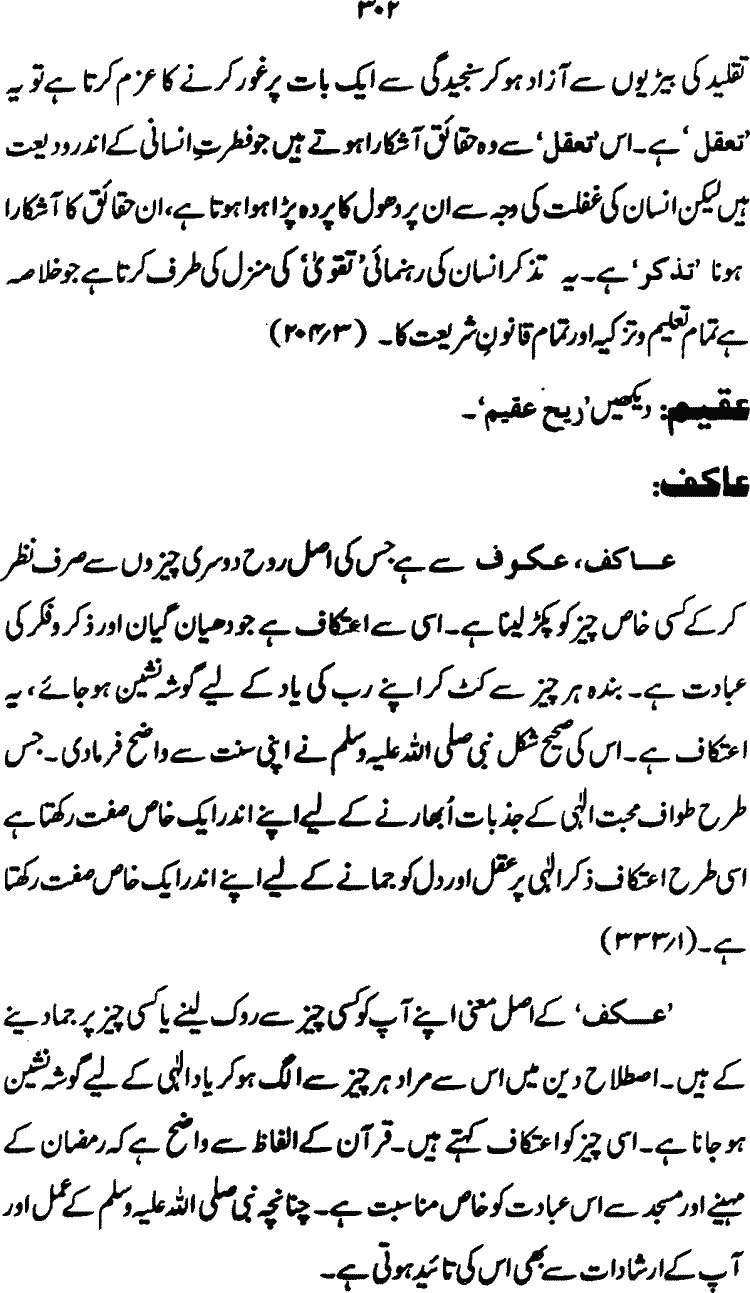 ۳۰۲
تقلید کی بیڑیوں سے آزاد ہو کر سنجیدگی سے ایک بات پر غور کرنے کا عزم کرتا ہے تو یہ
’تعقل‘ ہے۔ اس ’تعقل‘ سے وہ حقائق آشکارا ہوتے ہیں جو فطرتِ انسانی کے اندر ودیعت
ہیں لیکن انسان کی غفلت کی وجہ سے ان پر دھول کا پردہ پڑا ہوا ہوتا ہے، ان حقائق کا آشکارا
ہونا ’تذکر‘ ہے۔ یہ تذکر انسان کی رہنمائی ’تقویٰ‘ کی منزل کی طرف کرتا ہے جو خلاصہ
ہے تمام تعلیم و تزکیہ اور تمام قانونِ شریعت کا۔ (۲۰۴/۳)
عقیم: دیکھیں ’ریح عقیم‘۔
عاکف:
عاکف، عکوف سے ہے جس کی اصل روح دوسری چیزوں سے صرف نظر
کر کے کسی خاص چیز کو پکڑ لینا ہے۔ اسی سے اعتکاف ہے جو دھیان گیان اور ذکر و فکر کی
عبادت ہے۔ بندہ ہر چیز سے کٹ کر اپنے رب کی یاد کے لیے گوشہ نشین ہو جائے، یہ
اعتکاف ہے۔ اس کی صحیح شکل نبی صلی اللہ علیہ وسلم نے اپنی سنت سے واضح فرمادی۔ جس
طرح طواف محبت الٰہی کے جذبات اُبھارنے کے لیے اپنے اندر ایک خاص صفت رکھتا ہے
اسی طرح اعتکاف ذکر الٰہی پر عقل اور دل کو جمانے کے لیے اپنے اندر ایک خاص صفت رکھتا
ہے۔ (۳۳۳/۱)
’عکف‘ کے اصل معنی اپنے آپ کو کسی چیز سے روک لینے یا کسی چیز پر جما دینے
کے ہیں۔ اصطلاح دین میں اس سے مراد ہر چیز سے الگ ہو کر یاد الٰہی کے لیے گوشہ نشین
ہو جانا ہے۔ اسی چیز کو اعتکاف کہتے ہیں۔ قرآن کے الفاظ سے واضح ہے کہ رمضان کے
مہینے اور مسجد سے اس عبادت کو خاص مناسبت ہے۔ چنانچہ نبی صلی اللہ علیہ وسلم کے عمل اور
آپ کے ارشادات سے بھی اس کی تائید ہوتی ہے۔